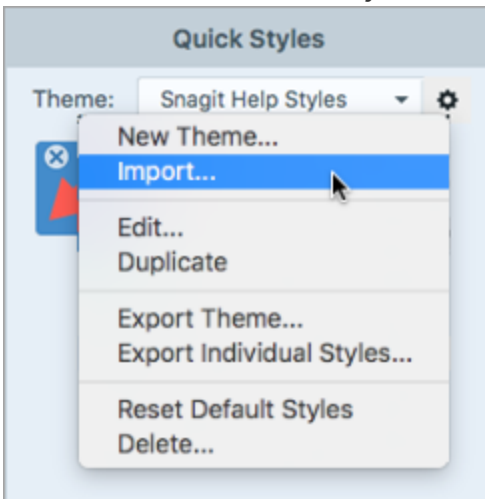 Quick Styles
Theme: Snagit Help Styles
New Theme...
Import...
Edit...
Duplicate
Export Theme...
Export Individual Styles...
Reset Default Styles
Delete...